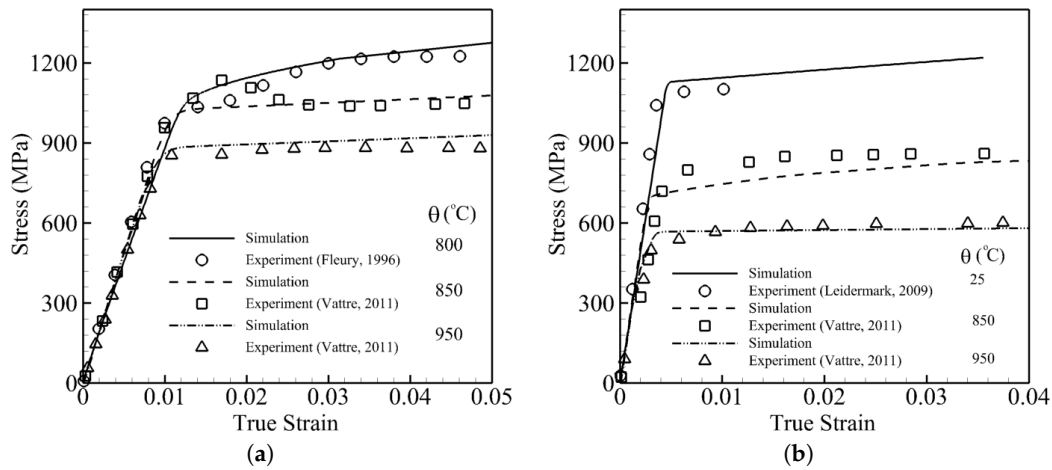 1200
900
600
300
0
Stress (MPa)
θ (°C)
Simulation
800
Experiment (Fleury, 1996)
Simulation
850
Experiment (Vattre, 2011)
Simulation
950
Experiment (Vattre, 2011)
0 0.01 0.02 0.03 0.04 0.05
True Strain
(a)
1200
900
600
300
0
Stress (MPa)
θ (°C)
Simulation
25
Experiment (Leidermark, 2009)
Simulation
850
Experiment (Vattre, 2011)
Simulation
950
Experiment (Vattre, 2011)
0 0.01 0.02 0.03 0.04
True Strain
(b)